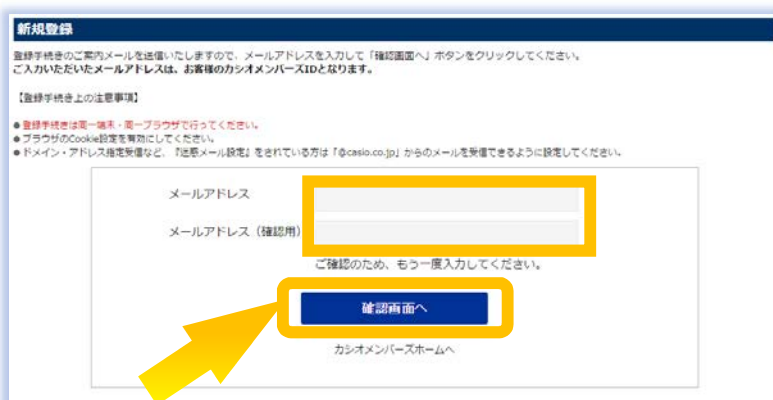 新規登録
登録手続きのご案内メールを送信いたしますので、メールアドレスを入力して「確認画面へ」ボタンをクリックしてください。
ご入力いただいたメールアドレスは、お客様のカシオメンバーズIDとなります。
【登録手続き上の注意事項】
● 登録手続きは同一端末・同一ブラウザで行ってください。
● ブラウザのCookie設定を有効にしてください。
● ドメイン・アドレス指定受信など、『迷惑メール設定』をされている方は「@casio.co.jp」からのメールを受信できるように設定してください。
メールアドレス
メールアドレス（確認用）
ご確認のため、もう一度入力してください。
確認画面へ
カシオメンバーズホームへ